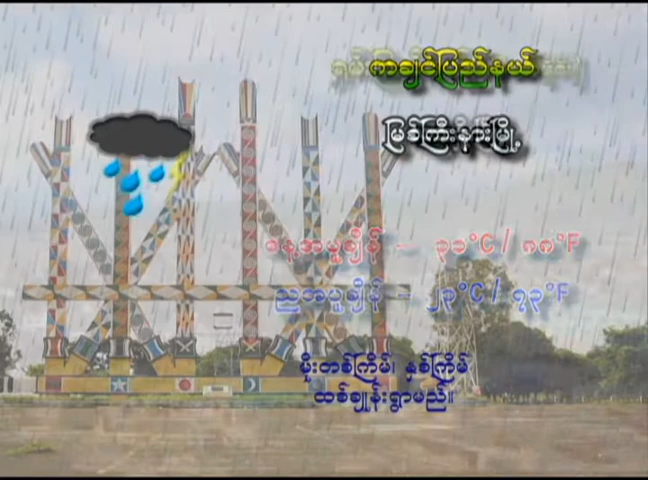 ကချင်ပြည်နယ်
မြစ်ကြီးနားမြို့
နေ့အပူချိန် - ၃၁°C / ၈၈°F
ညအပူချိန် - ၂၃°C / ၇၃°F
မိုးတစ်ကြိမ်၊ နှစ်ကြိမ်
ထစ်ချုန်းရွာမည်။